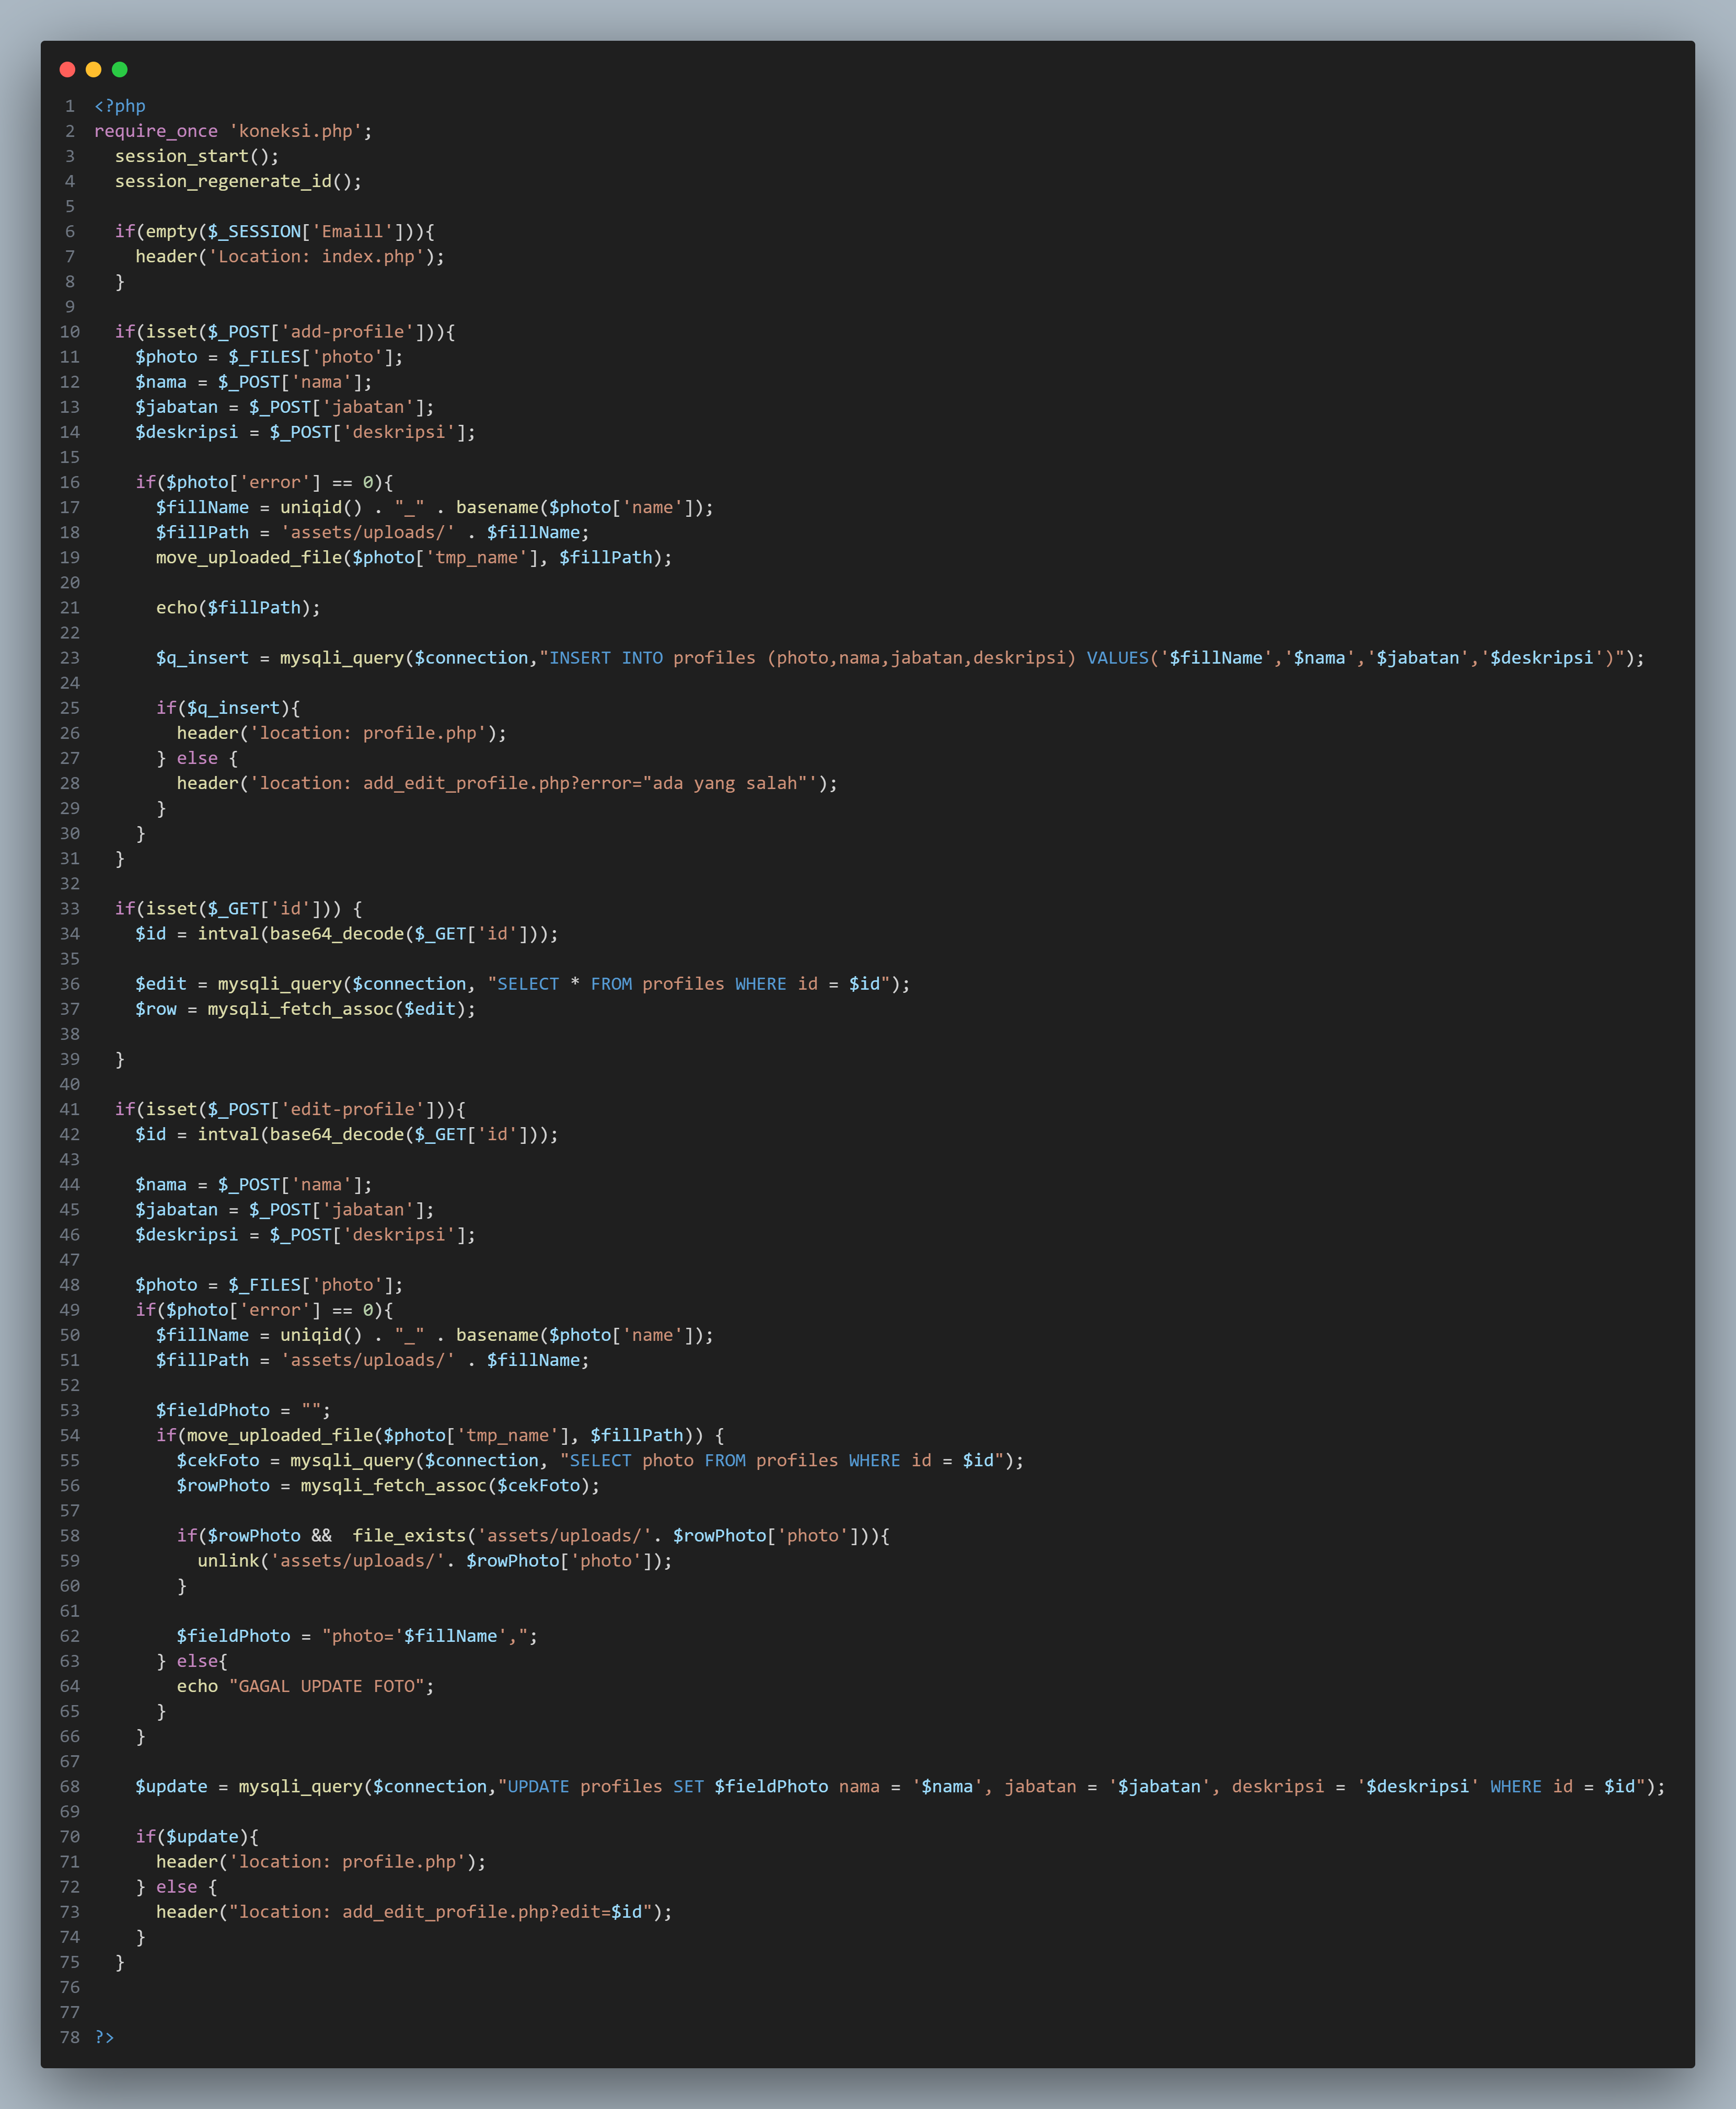 1 <?php
2 require_once 'koneksi.php';
3   session_start();
4   session_regenerate_id();
5
6   if(empty($_SESSION['Emaill'])){
7     header('Location: index.php');
8   }
9
10   if(isset($_POST['add-profile'])){
11     $photo = $_FILES['photo'];
12     $nama = $_POST['nama'];
13     $jabatan = $_POST['jabatan'];
14     $deskripsi = $_POST['deskripsi'];
15
16     if($photo['error'] == 0){
17       $fillName = uniqid() . "_" . basename($photo['name']);
18       $fillPath = 'assets/uploads/' . $fillName;
19       move_uploaded_file($photo['tmp_name'], $fillPath);
20
21       echo($fillPath);
22
23       $q_insert = mysqli_query($connection,"INSERT INTO profiles (photo,nama,jabatan,deskripsi) VALUES('$fillName','$nama','$jabatan','$deskripsi')");
24
25       if($q_insert){
26         header('location: profile.php');
27       } else {
28         header('location: add_edit_profile.php?error="ada yang salah"');
29       }
30     }
31   }
32
33   if(isset($_GET['id'])) {
34     $id = intval(base64_decode($_GET['id']));
35
36     $edit = mysqli_query($connection, "SELECT * FROM profiles WHERE id = $id");
37     $row = mysqli_fetch_assoc($edit);
38
39   }
40
41   if(isset($_POST['edit-profile'])){
42     $id = intval(base64_decode($_GET['id']));
43
44     $nama = $_POST['nama'];
45     $jabatan = $_POST['jabatan'];
46     $deskripsi = $_POST['deskripsi'];
47
48     $photo = $_FILES['photo'];
49     if($photo['error'] == 0){
50       $fillName = uniqid() . "_" . basename($photo['name']);
51       $fillPath = 'assets/uploads/' . $fillName;
52
53       $fieldPhoto = "";
54       if(move_uploaded_file($photo['tmp_name'], $fillPath)) {
55         $cekFoto = mysqli_query($connection, "SELECT photo FROM profiles WHERE id = $id");
56         $rowPhoto = mysqli_fetch_assoc($cekFoto);
57
58         if($rowPhoto &&  file_exists('assets/uploads/'. $rowPhoto['photo'])){
59           unlink('assets/uploads/'. $rowPhoto['photo']);
60         }
61
62         $fieldPhoto = "photo='$fillName',";
63       } else{
64         echo "GAGAL UPDATE FOTO";
65       }
66     }
67
68     $update = mysqli_query($connection,"UPDATE profiles SET $fieldPhoto nama = '$nama', jabatan = '$jabatan', deskripsi = '$deskripsi' WHERE id = $id");
69
70     if($update){
71       header('location: profile.php');
72     } else {
73       header("location: add_edit_profile.php?edit=$id");
74     }
75   }
76
77
78 ?>